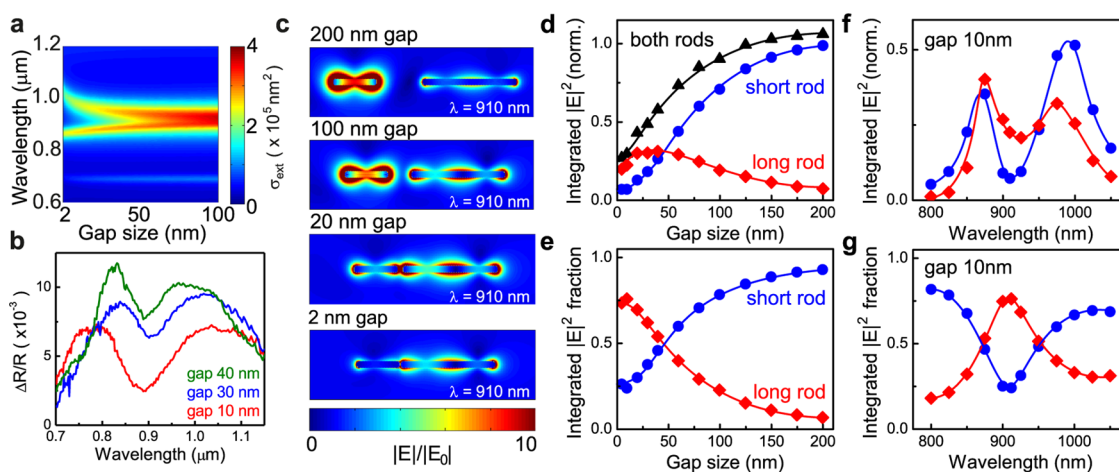 a
Wavelength (μm)
1.2
1.0
0.8
0.6
2
50
100
Gap size (nm)
4
3
2
1
0
σext ( x 10⁵ nm²)
b
ΔR/R ( x10⁻³)
10
5
0
gap 40 nm
gap 30 nm
gap 10 nm
0.7 0.8 0.9 1.0 1.1
Wavelength (μm)
c
200 nm gap
λ = 910 nm
100 nm gap
λ = 910 nm
20 nm gap
λ = 910 nm
2 nm gap
λ = 910 nm
0
10
|E|/|E₀|
d
Integrated |E|² (norm.)
1.0
0.5
0.0
both rods
short rod
long rod
0 50 100 150 200
Gap size (nm)
e
Integrated |E|² fraction
1.0
0.5
0.0
short rod
long rod
0 50 100 150 200
Gap size (nm)
f
Integrated |E|² (norm.)
0.5
0.0
gap 10nm
800 900 1000
Wavelength (nm)
g
Integrated |E|² fraction
1.0
0.5
0.0
gap 10nm
800 900 1000
Wavelength (nm)